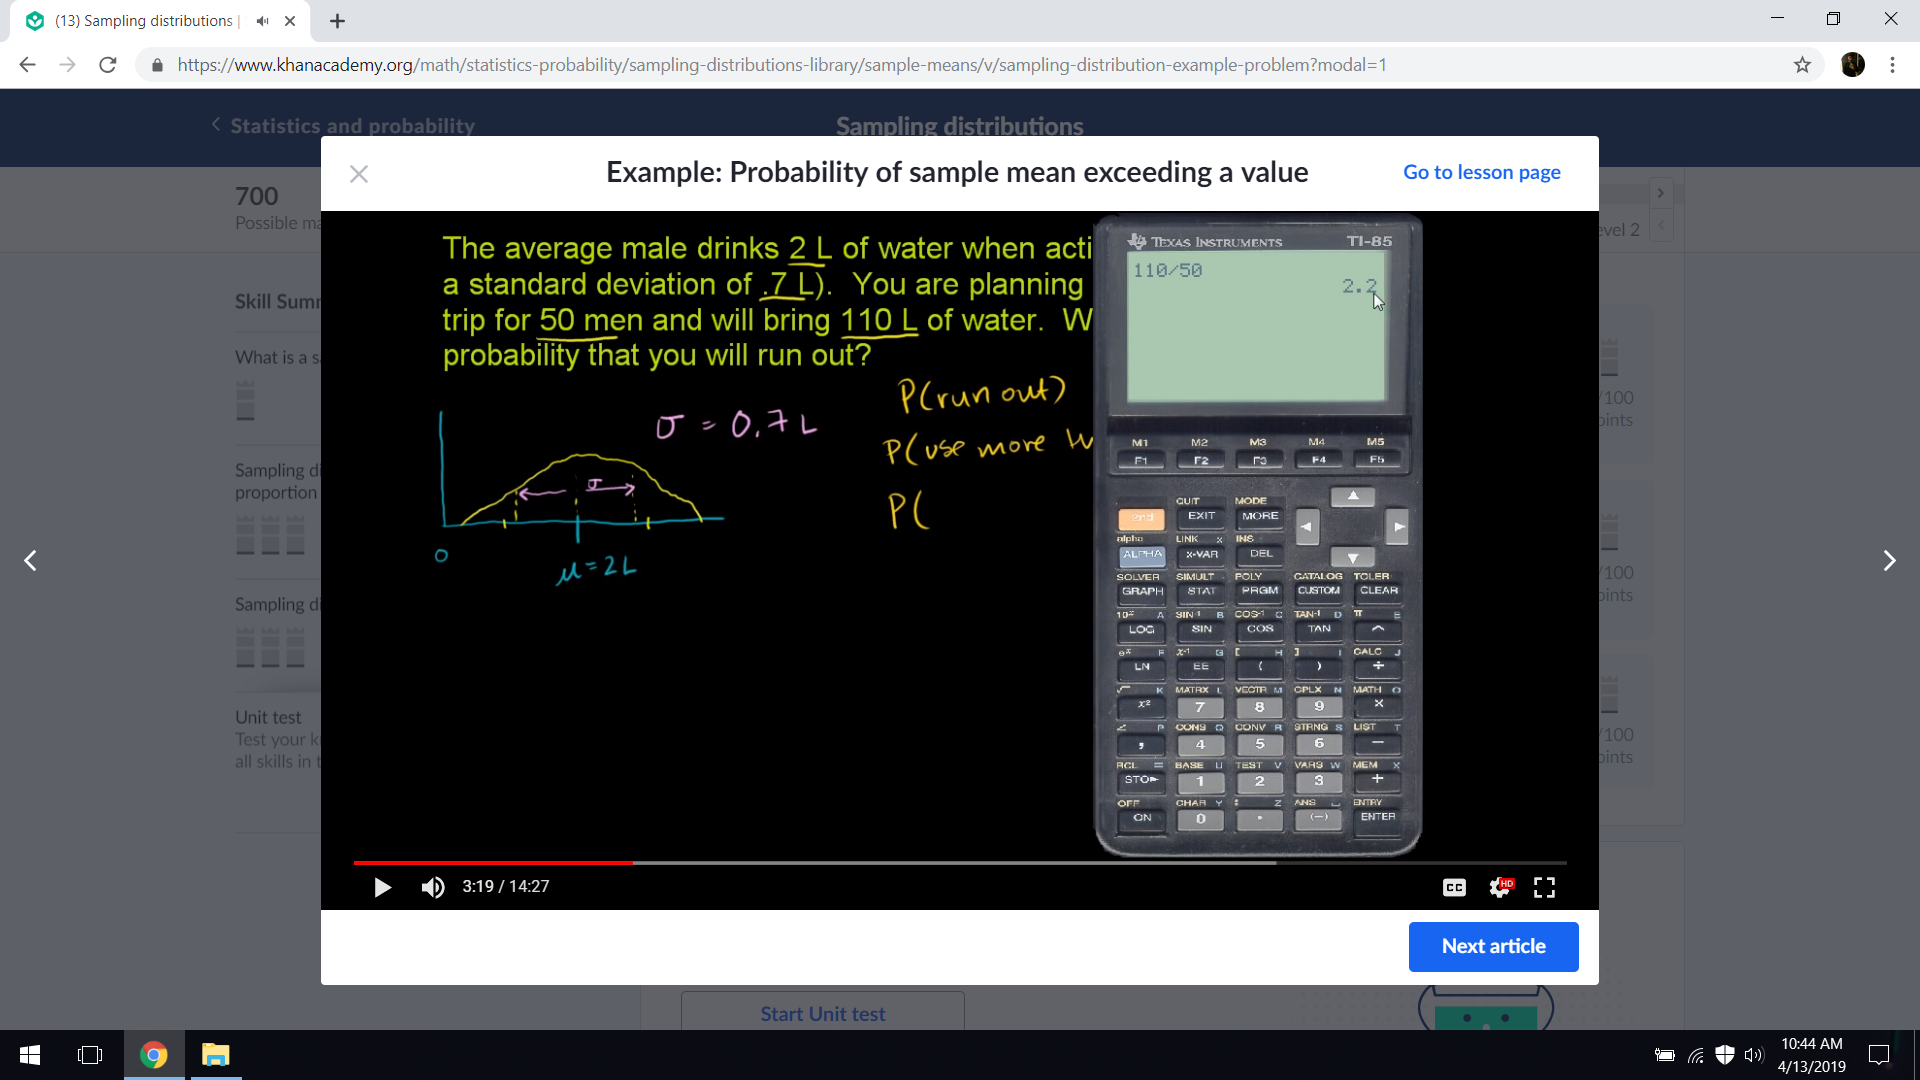 (13) Sampling distributions |
https://www.khanacademy.org/math/statistics-probability/sampling-distributions-library/sample-means/v/sampling-distribution-example-problem?modal=1
Statistics and probability
Sampling distributions
Example: Probability of sample mean exceeding a value
Go to lesson page
700
Possible ma
evel 2
Skill Summ
What is a s
Sampling di
proportion
Sampling di
Unit test
Test your k
all skills in t
/100
oints
/100
oints
/100
oints
The average male drinks 2 L of water when acti
a standard deviation of .7 L). You are planning
trip for 50 men and will bring 110 L of water. W
probability that you will run out?
σ = 0.7 L
σ
0
μ = 2 L
P(run out)
P(use more
P(
TEXAS INSTRUMENTS TI-85
110/50
2.2
M1 M2 M3 M4 M5
F1 F2 F3 F4 F5
QUIT MODE
2nd EXIT MORE
alpha LINK x INS
ALPHA x-VAR DEL
SOLVER SIMULT POLY CATALOG TOLER
GRAPH STAT PRGM CUSTOM CLEAR
10ˣ A SIN⁻¹ B COS⁻¹ C TAN⁻¹ D π E
LOG SIN COS TAN ^
eˣ F x⁻¹ G [ H ] I CALC J
LN EE ( ) ÷
√ K MATRX L VECTR M CPLX N MATH O
x² 7 8 9 ×
∠ P CONS Q CONV R STRNG S LIST T
, 4 5 6 −
RCL = BASE U TEST V VARS W MEM X
STO▸ 1 2 3 +
OFF CHAR Y : Z ANS ⎵ ENTRY
ON 0 . (−) ENTER
3:19 / 14:27
CC
HD
Next article
Start Unit test
10:44 AM
4/13/2019